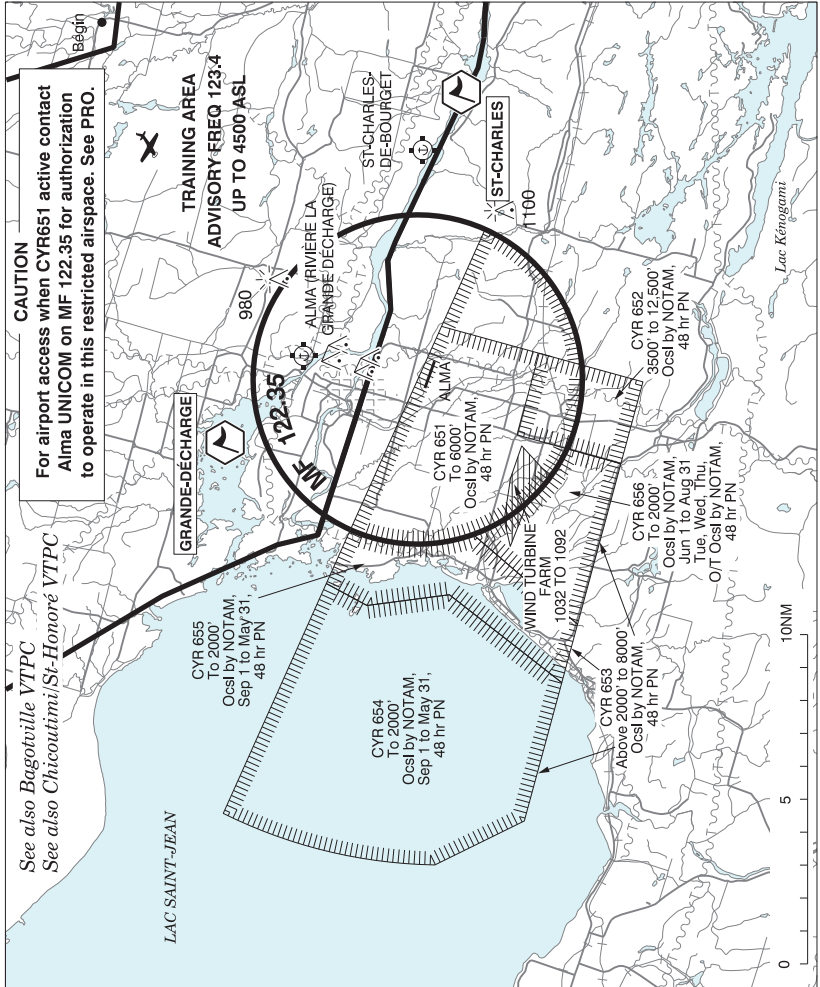 See also Bagotville VTPC
See also Chicoutimi/St-Honoré VTPC
CAUTION
For airport access when CYR651 active contact
Alma UNICOM on MF 122.35 for authorization
to operate in this restricted airspace. See PRO.
Bégin
TRAINING AREA
ADVISORY FREQ 123.4
UP TO 4500 ASL
GRANDE-DÉCHARGE
980
ALMA (RIVIÈRE LA
GRANDE DÉCHARGE)
ST-CHARLES-
DE-BOURGET
ST-CHARLES
1100
MF 122.35
LAC SAINT-JEAN
CYR 655
To 2000'
Ocsl by NOTAM,
Sep 1 to May 31,
48 hr PN
CYR 654
To 2000'
Ocsl by NOTAM,
Sep 1 to May 31,
48 hr PN
ALMA
CYR 651
To 6000'
Ocsl by NOTAM,
48 hr PN
WIND TURBINE
FARM
1032 TO 1092
CYR 652
3500' to 12,500'
Ocsl by NOTAM,
48 hr PN
CYR 656
To 2000'
Ocsl by NOTAM,
Jun 1 to Aug 31
Tue, Wed, Thu,
O/T Ocsl by NOTAM,
48 hr PN
CYR 653
Above 2000' to 8000'
Ocsl by NOTAM,
48 hr PN
Lac Kénogami
0
5
10NM